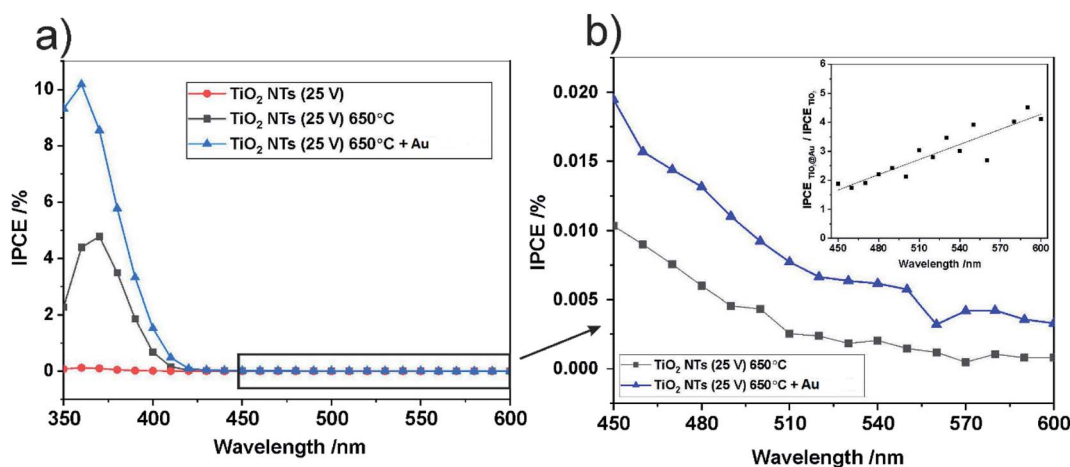 a)
IPCE /%
10
8
6
4
2
0
TiO₂ NTs (25 V)
TiO₂ NTs (25 V) 650°C
TiO₂ NTs (25 V) 650°C + Au
350 400 450 500 550 600
Wavelength /nm
b)
IPCE /%
0.020
0.015
0.010
0.005
0.000
TiO₂ NTs (25 V) 650°C
TiO₂ NTs (25 V) 650°C + Au
450 480 510 540 570 600
Wavelength /nm
IPCE TiO₂@Au / IPCE TiO₂
6
5
4
3
2
1
0
450 480 510 540 570 600
Wavelength /nm